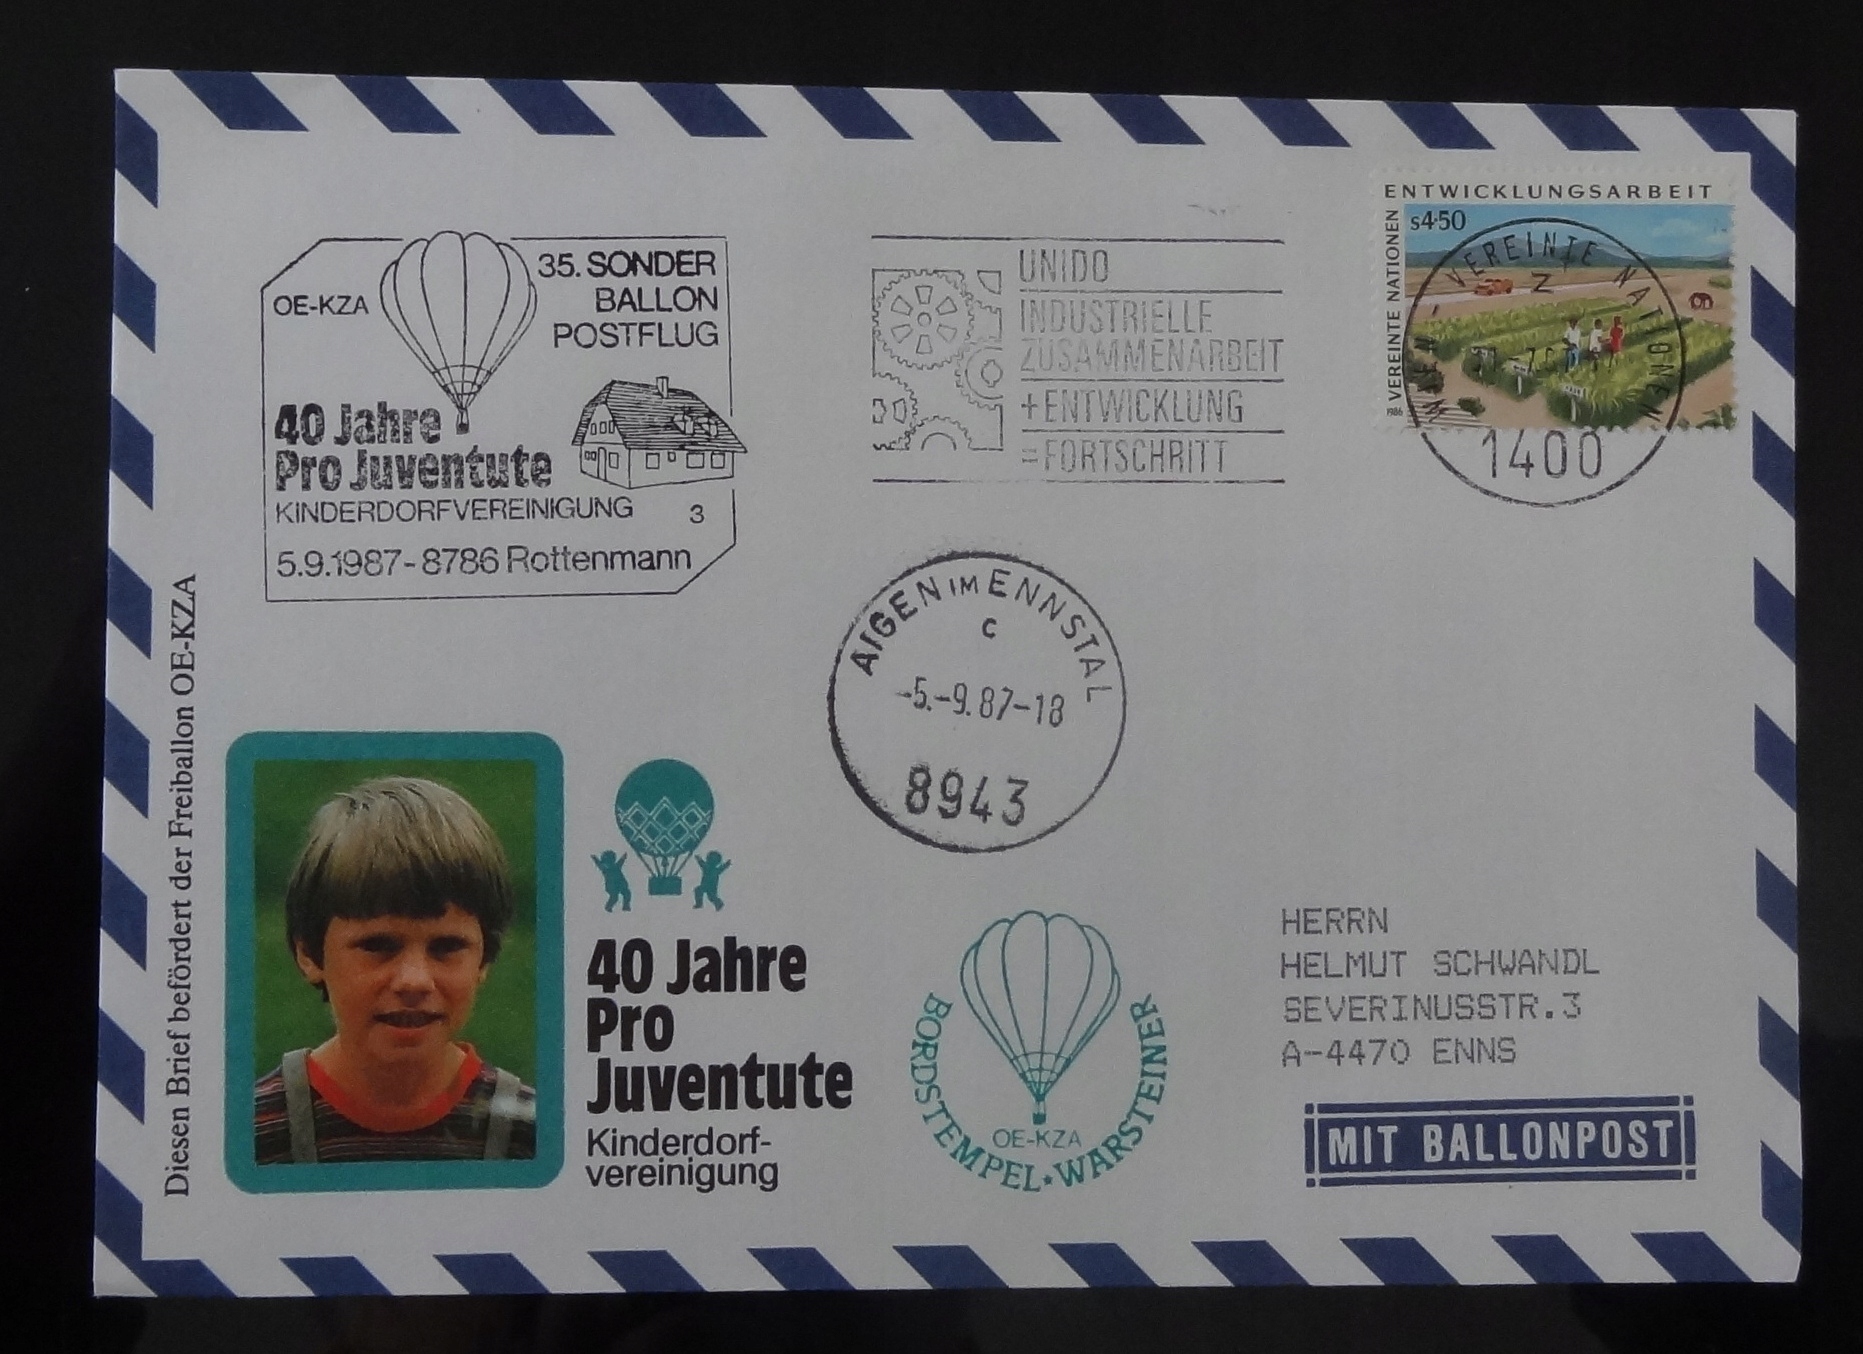 ENTWICKLUNGSARBEIT
s4·50
VEREINTE NATIONEN
1986
WIEN VEREINTE NATIONEN
Z
1400
35. SONDER
BALLON
POSTFLUG
OE-KZA
40 Jahre
Pro Juventute
KINDERDORFVEREINIGUNG 3
5.9.1987-8786 Rottenmann
UNIDO
INDUSTRIELLE
ZUSAMMENARBEIT
+ENTWICKLUNG
=FORTSCHRITT
AIGEN IM ENNSTAL
c
-5.-9.87-18
8943
Diesen Brief befördert der Freiballon OE-KZA
40 Jahre
Pro
Juventute
Kinderdorf-
vereinigung
OE-KZA
BORDSTEMPEL★WARSTEINER
HERRN
HELMUT SCHWANDL
SEVERINUSSTR.3
A-4470 ENNS
MIT BALLONPOST